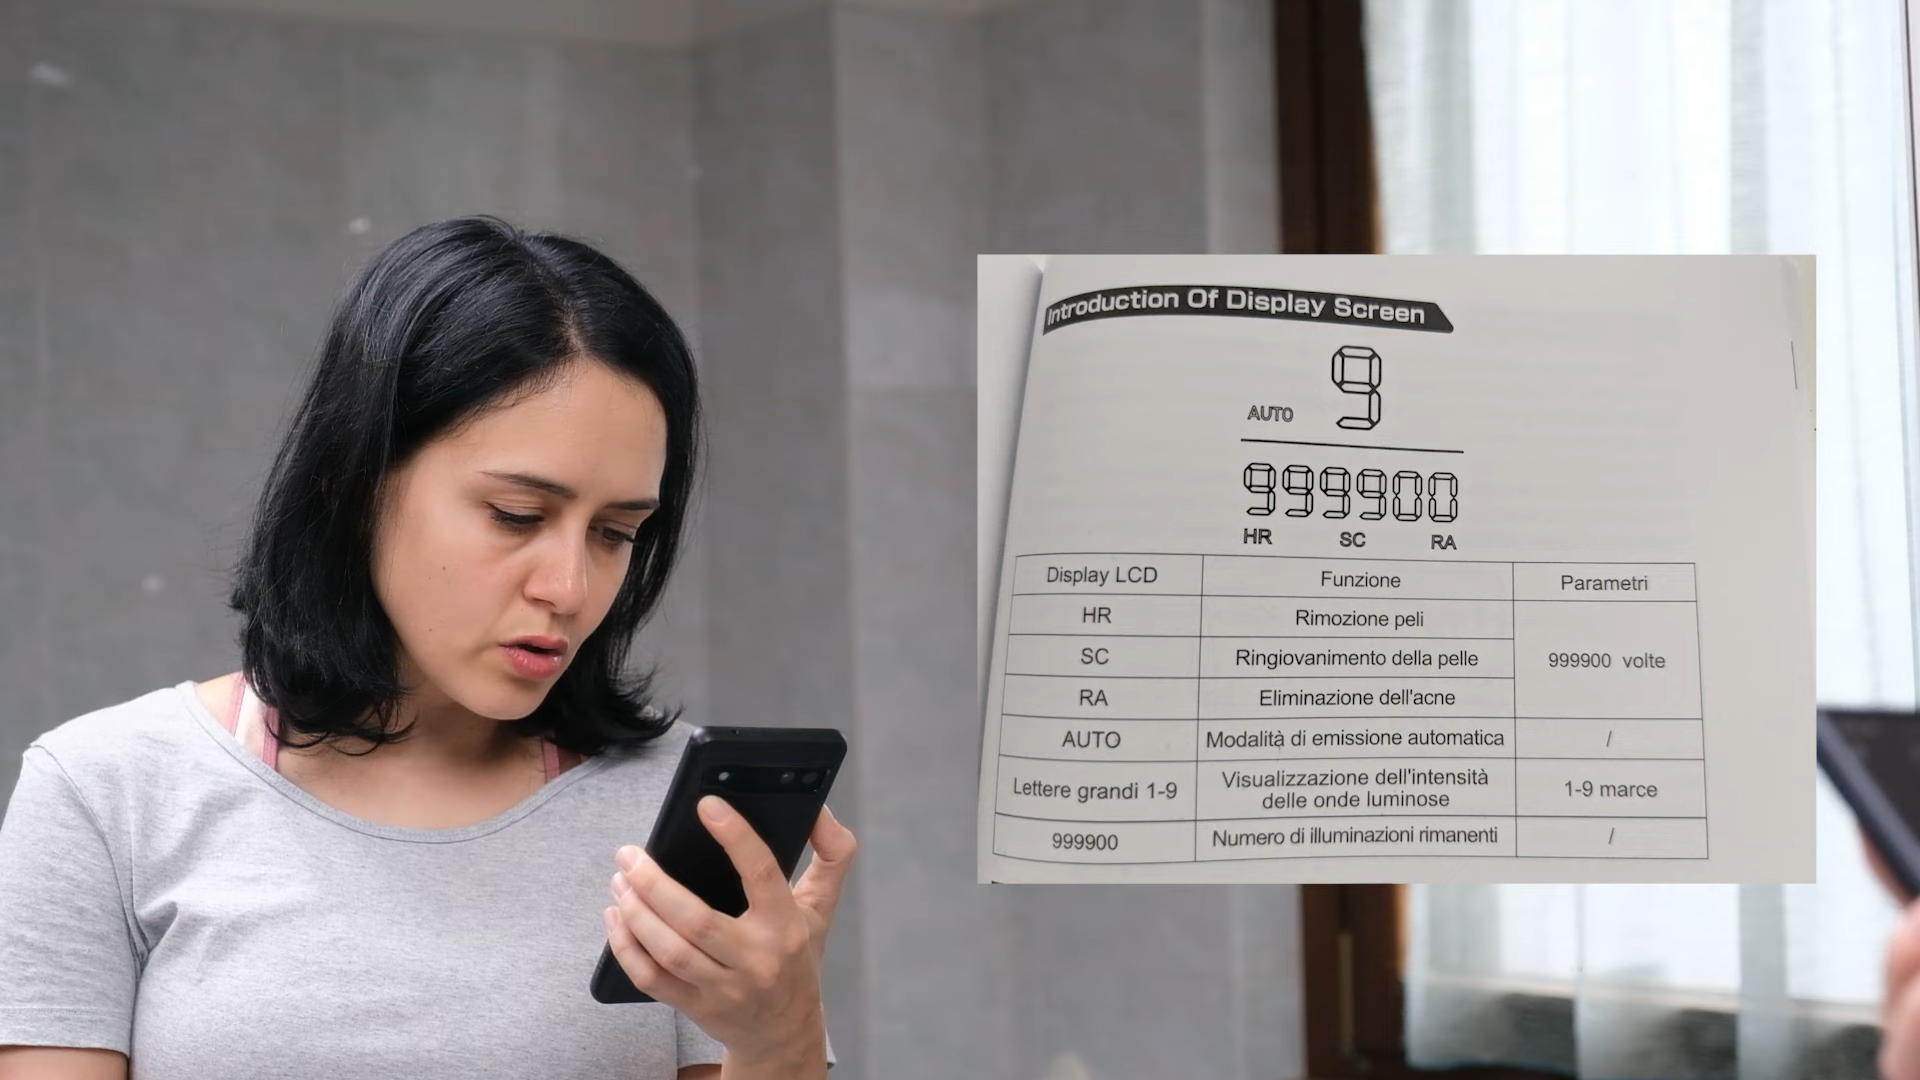 Introduction Of Display Screen
9
AUTO
999900
HR SC RA
Display LCD Funzione Parametri
HR Rimozione peli
SC Ringiovanimento della pelle 999900 volte
RA Eliminazione dell'acne
AUTO Modalità di emissione automatica /
Lettere grandi 1-9 Visualizzazione dell'intensità
delle onde luminose 1-9 marce
999900 Numero di illuminazioni rimanenti /